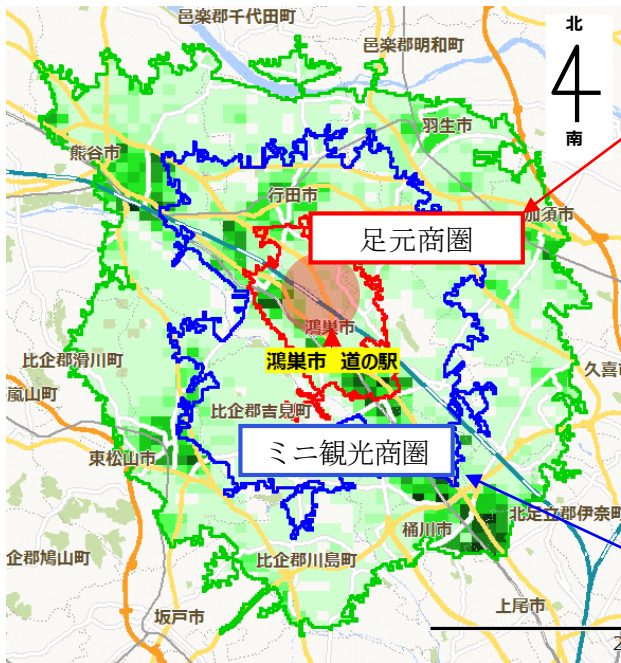 邑楽郡千代田町
邑楽郡明和町
北
南
羽生市
熊谷市
行田市
加須市
足元商圏
鴻巣市
鴻巣市 道の駅
比企郡滑川町
久喜市
嵐山町
比企郡吉見町
ミニ観光商圏
東松山市
北足立郡伊奈町
桶川市
企郡鳩山町
比企郡川島町
坂戸市
上尾市
2